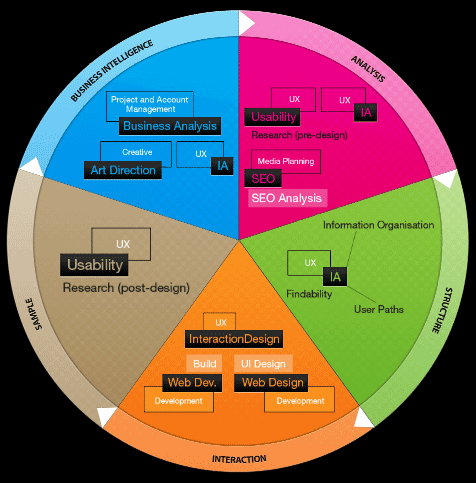 BUSINESS INTELLIGENCE
Project and Account
Management
Business Analysis
Creative
Art Direction
UX
IA
ANALYSIS
UX
Usability
UX
IA
Research (pre-design)
Media Planning
SEO
SEO Analysis
STRUCTURE
Information Organisation
UX
IA
Findability
User Paths
INTERACTION
UX
InteractionDesign
Build
Web Dev.
Development
UI Design
Web Design
Development
SAMPLE
UX
Usability
Research (post-design)